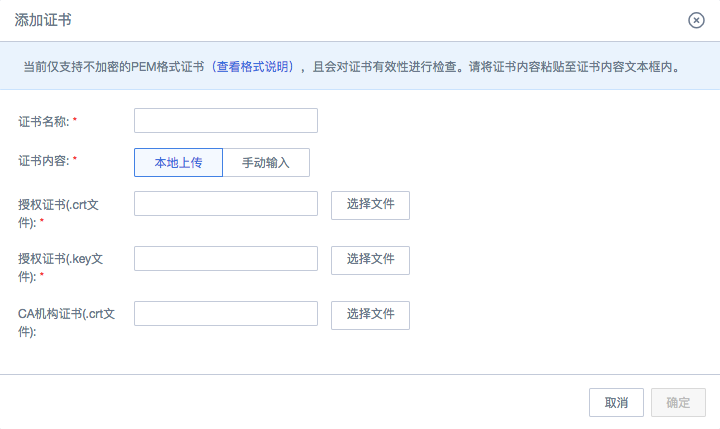 添加证书
当前仅支持不加密的PEM格式证书（查看格式说明），且会对证书有效性进行检查。请将证书内容粘贴至证书内容文本框内。
证书名称: *
证书内容: * 本地上传 手动输入
授权证书(.crt文
件): *
选择文件
授权证书(.key文
件): *
选择文件
CA机构证书(.crt文
件):
选择文件
取消 确定